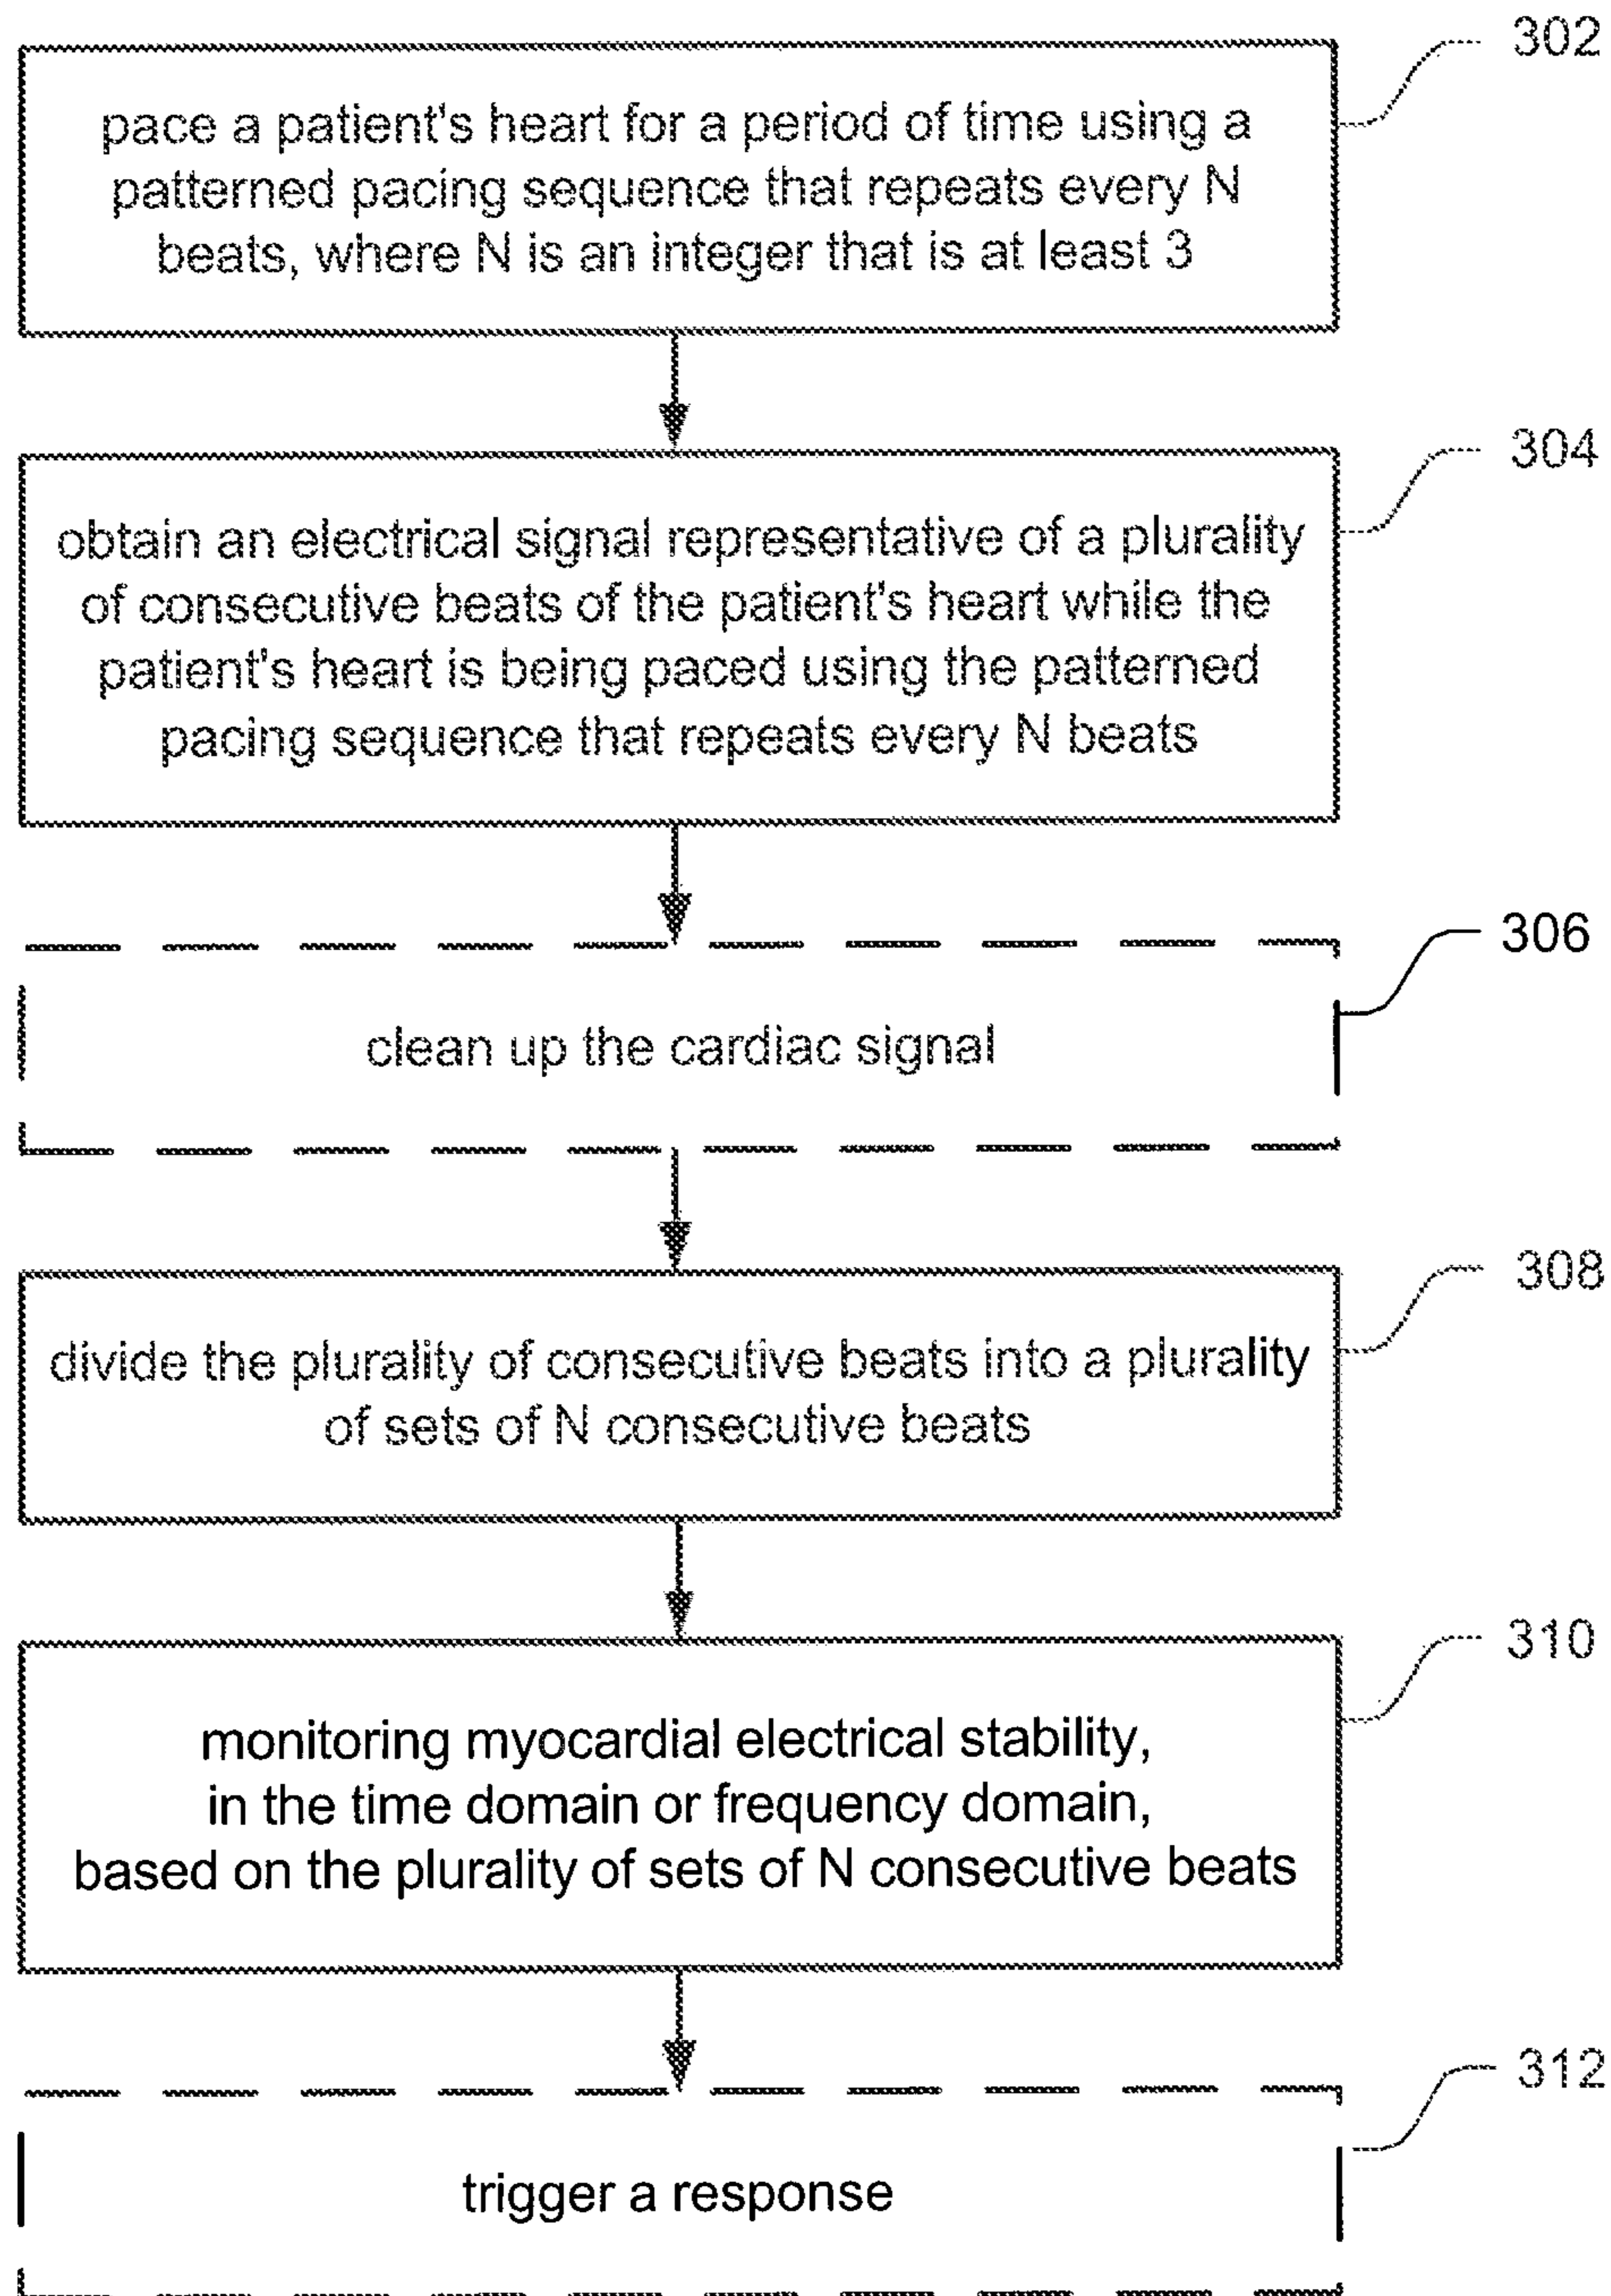 302
pace a patient's heart for a period of time using a
patterned pacing sequence that repeats every N
beats, where N is an integer that is at least 3
304
obtain an electrical signal representative of a plurality
of consecutive beats of the patient's heart while the
patient's heart is being paced using the patterned
pacing sequence that repeats every N beats
306
clean up the cardiac signal
308
divide the plurality of consecutive beats into a plurality
of sets of N consecutive beats
310
monitoring myocardial electrical stability,
in the time domain or frequency domain,
based on the plurality of sets of N consecutive beats
312
trigger a response